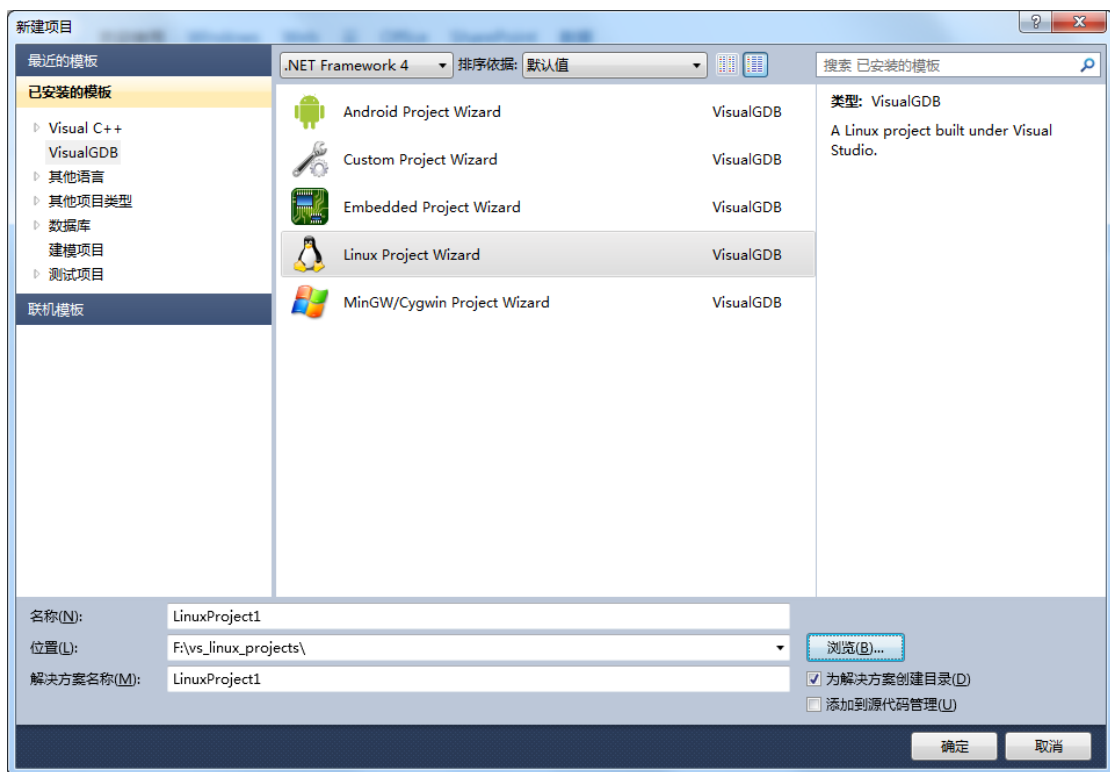 新建项目
最近的模板
已安装的模板
Visual C++
VisualGDB
其他语言
其他项目类型
数据库
建模项目
测试项目
联机模板
.NET Framework 4 排序依据: 默认值
Android Project Wizard VisualGDB
Custom Project Wizard VisualGDB
Embedded Project Wizard VisualGDB
Linux Project Wizard VisualGDB
MinGW/Cygwin Project Wizard VisualGDB
搜索 已安装的模板
类型: VisualGDB
A Linux project built under Visual
Studio.
名称(N): LinuxProject1
位置(L): F:\vs_linux_projects\ 浏览(B)...
解决方案名称(M): LinuxProject1 为解决方案创建目录(D)
添加到源代码管理(U)
确定 取消